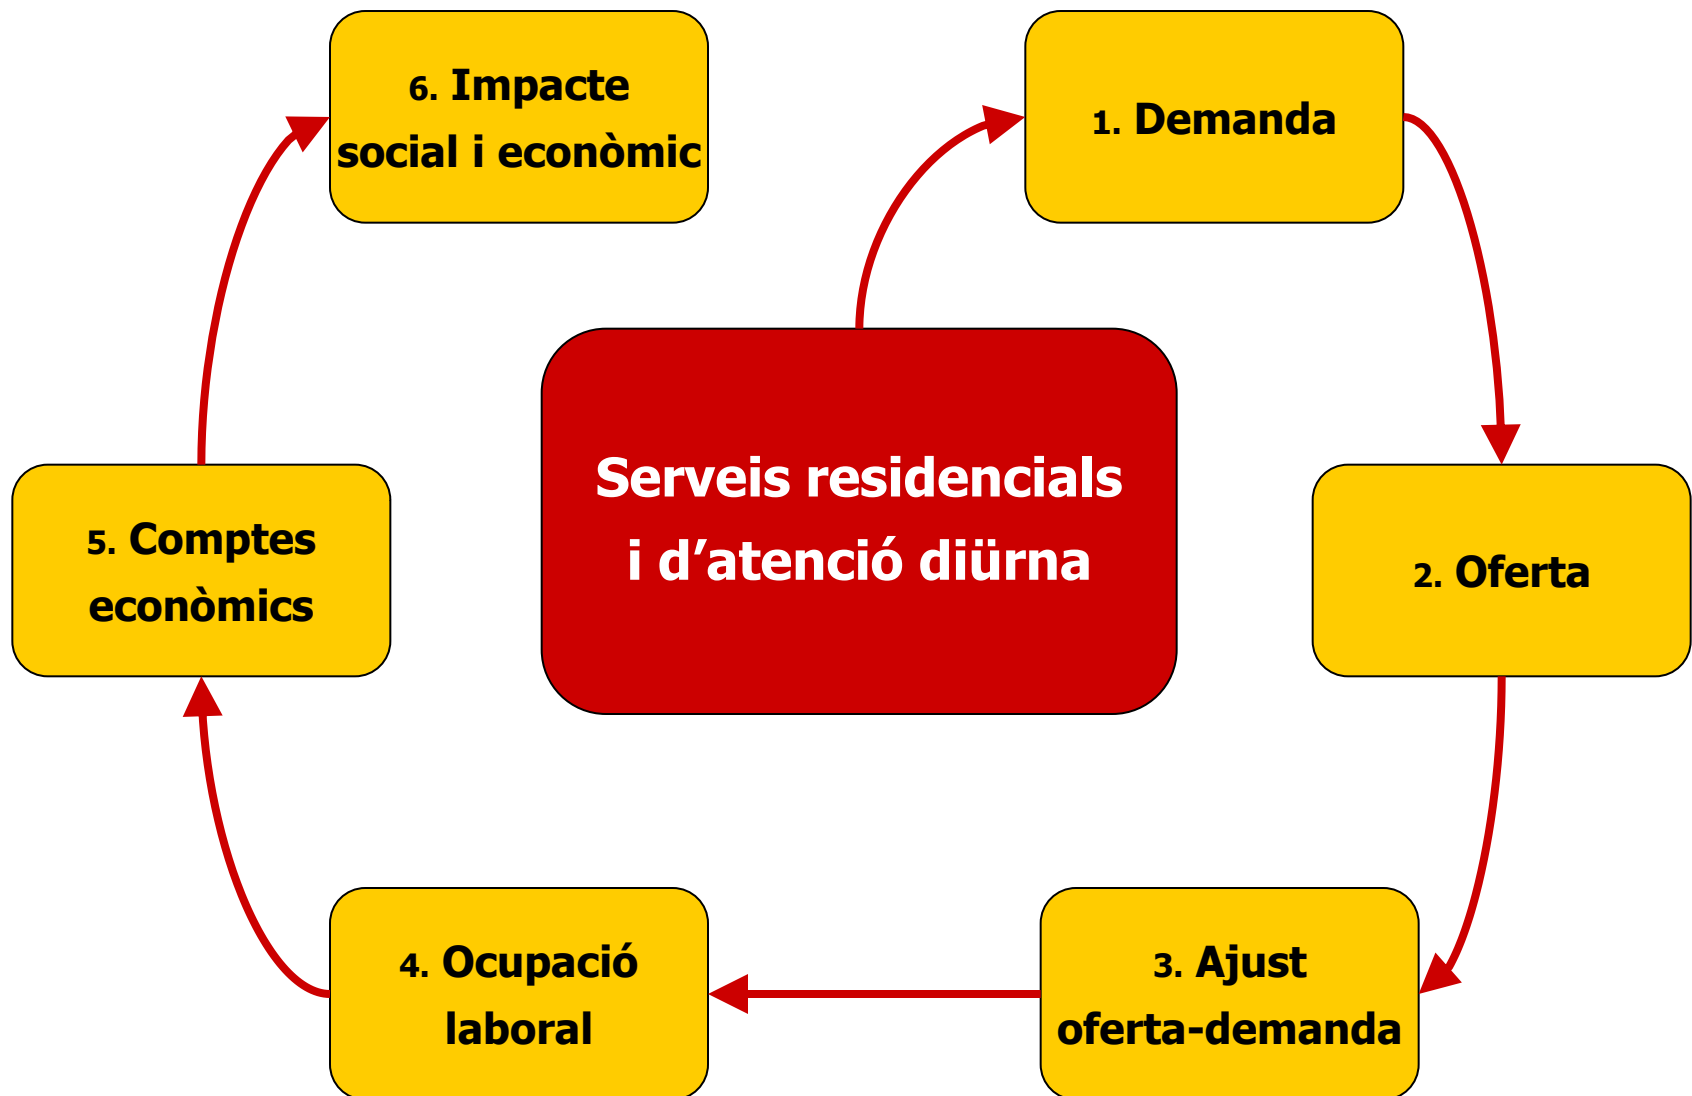 Serveis residencials
i d’atenció diürna
1. Demanda
2. Oferta
3. Ajust
oferta-demanda
4. Ocupació
laboral
5. Comptes
econòmics
6. Impacte
social i econòmic